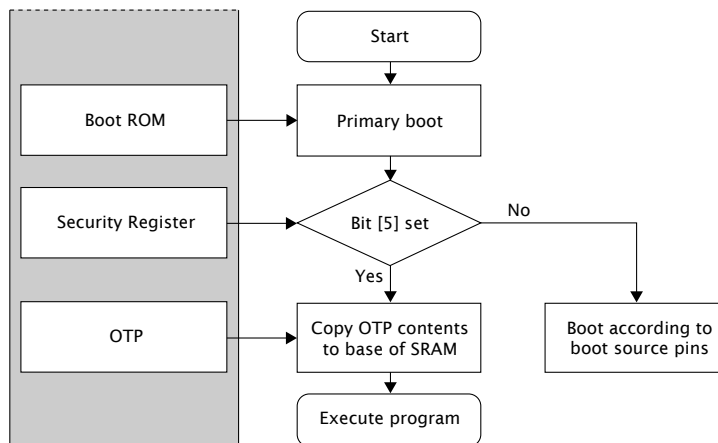 Start
Boot ROM
Primary boot
Security Register
Bit [5] set
No
Yes
OTP
Copy OTP contents
to base of SRAM
Boot according to
boot source pins
Execute program